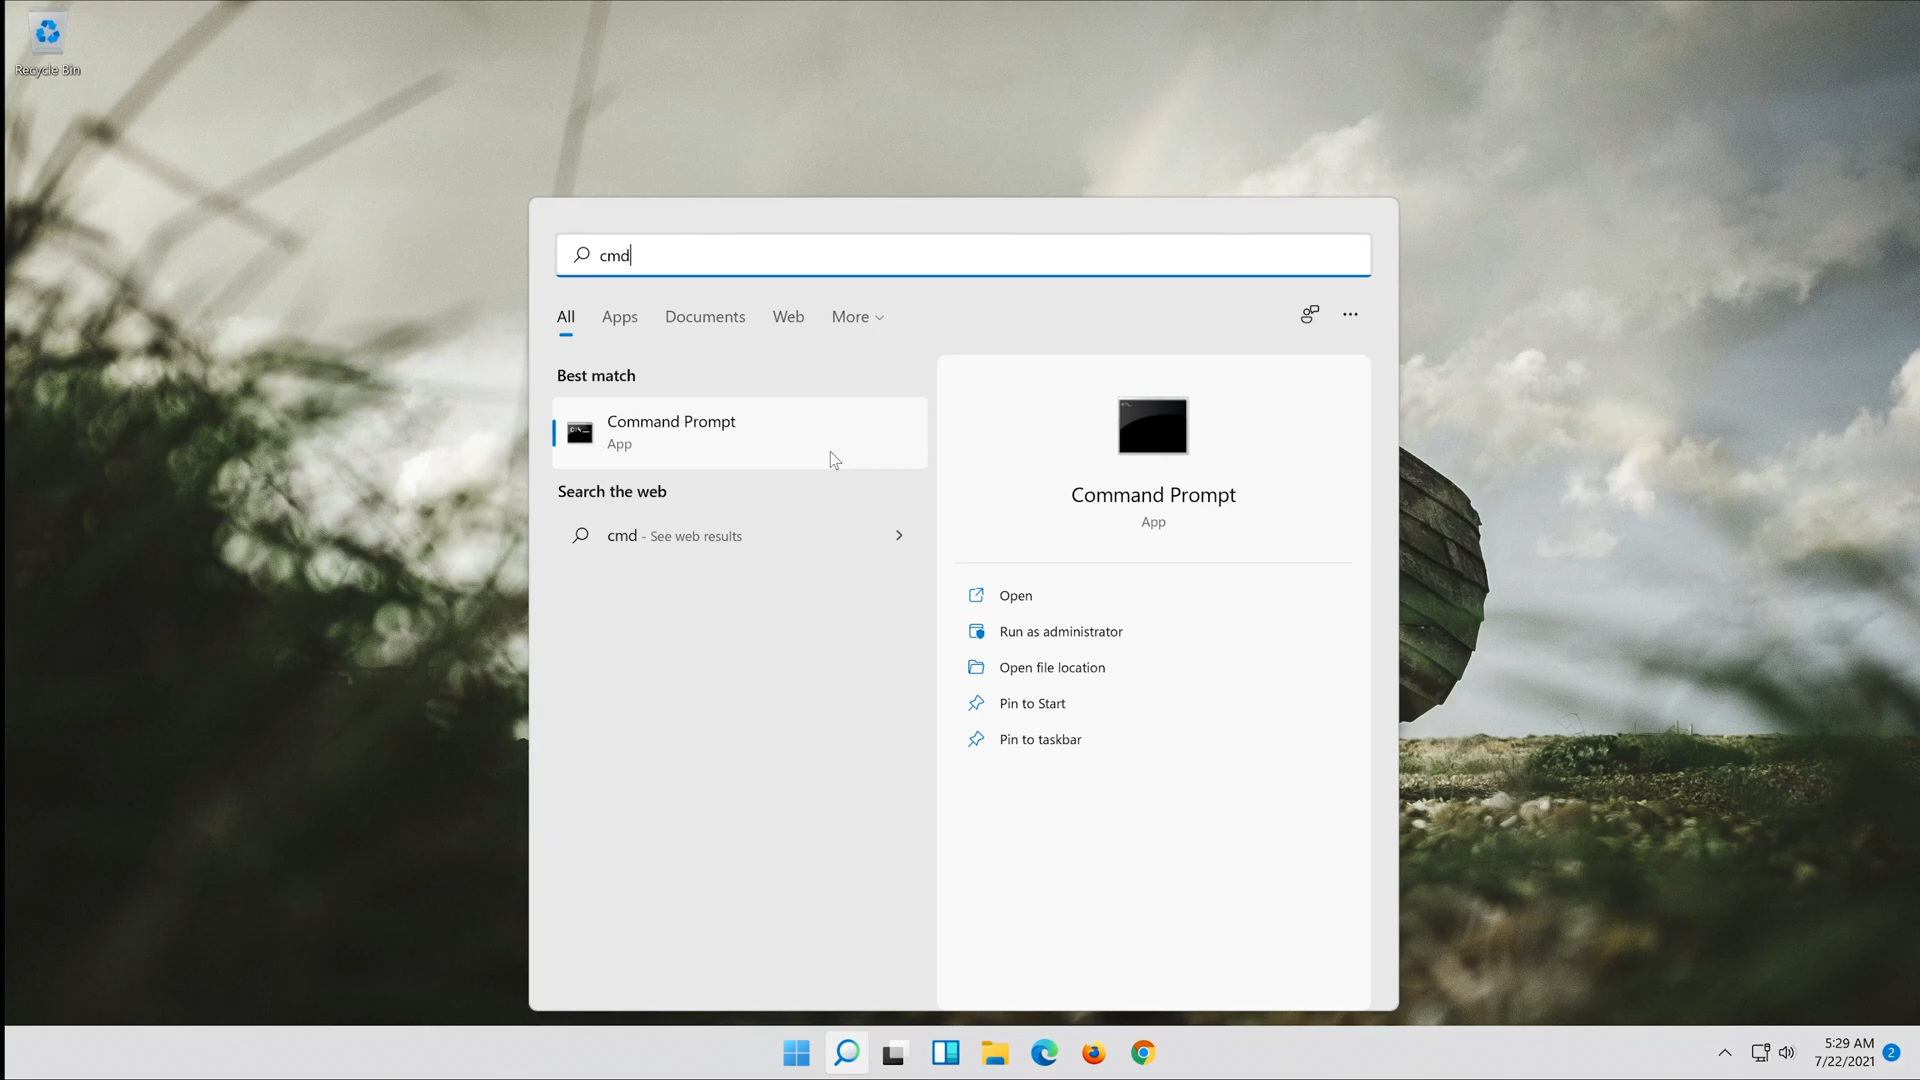 Recycle Bin
cmd
All Apps Documents Web More
Best match
Command Prompt
App
Search the web
cmd - See web results
Command Prompt
App
Open
Run as administrator
Open file location
Pin to Start
Pin to taskbar
5:29 AM
7/22/2021
2